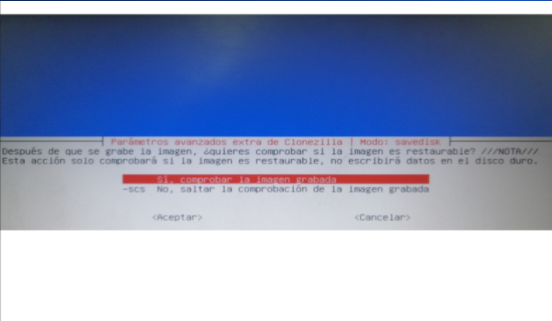 Parámetros avanzados extra de Clonezilla | Modo: savedisk
Después de que se grabe la imagen, ¿quieres comprobar si la imagen es restaurable? ///NOTA///
Esta acción solo comprobará si la imagen es restaurable, no escribirá datos en el disco duro.
Sí, comprobar la imagen grabada
-scs No, saltar la comprobación de la imagen grabada
<Aceptar> <Cancelar>